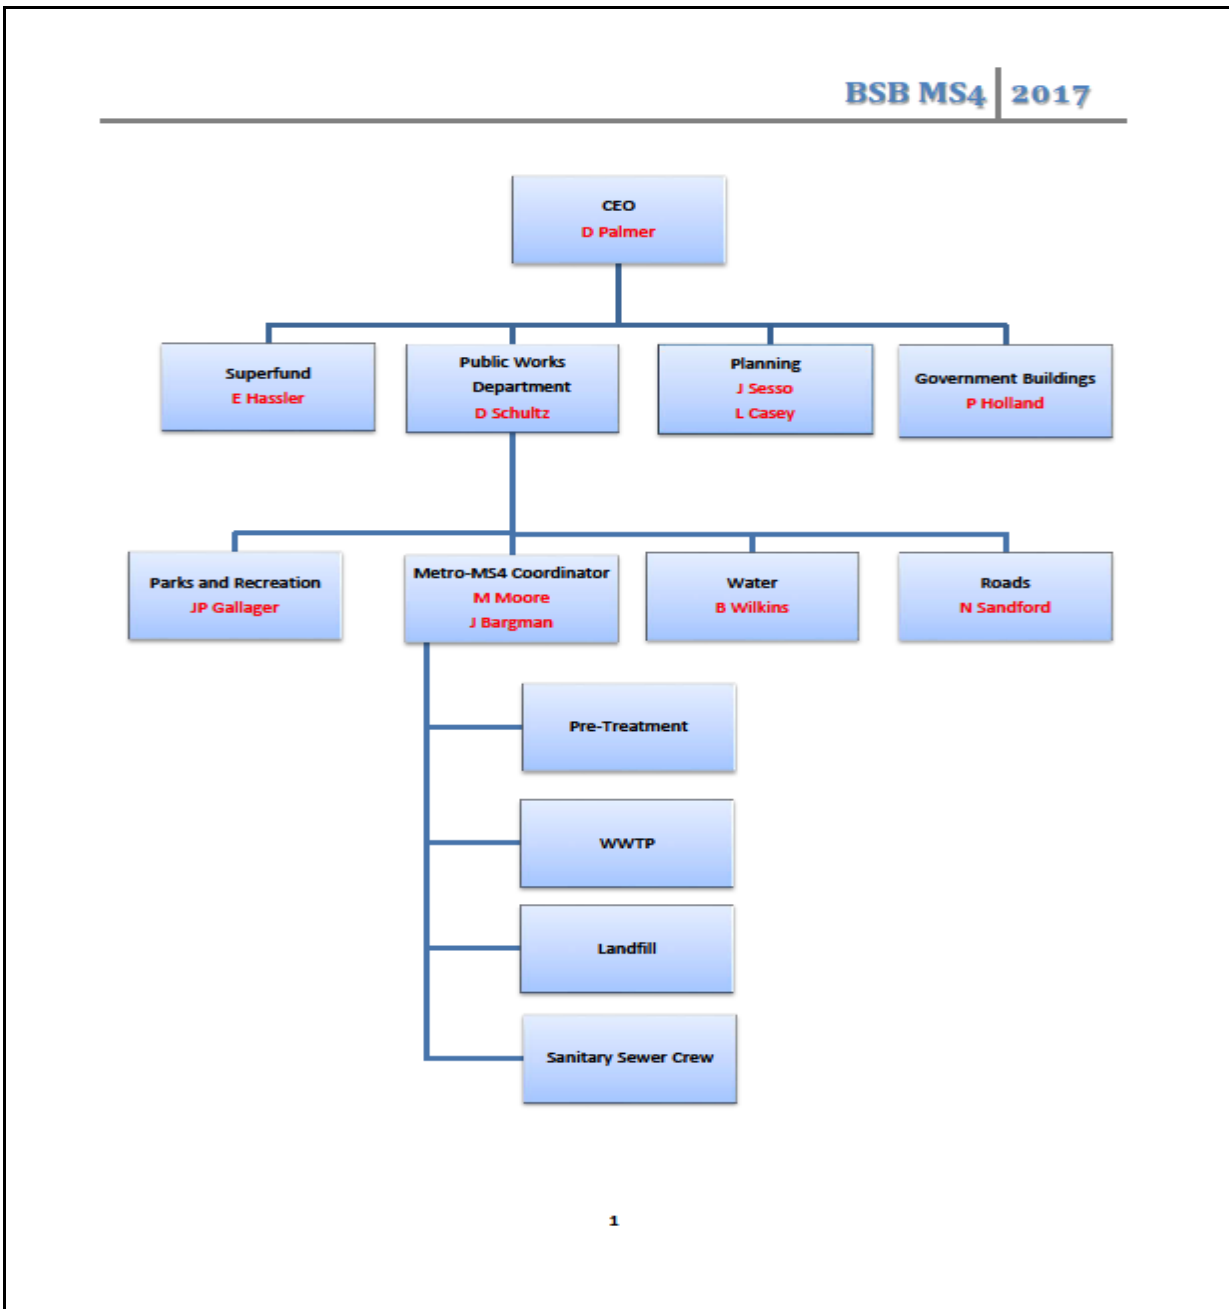 BSB MS4 2017
CEO
D Palmer
Superfund
E Hassler
Public Works
Department
D Schultz
Planning
J Sesso
L Casey
Government Buildings
P Holland
Parks and Recreation
JP Gallager
Metro-MS4 Coordinator
M Moore
J Bargman
Water
B Wilkins
Roads
N Sandford
Pre-Treatment
WWTP
Landfill
Sanitary Sewer Crew
1